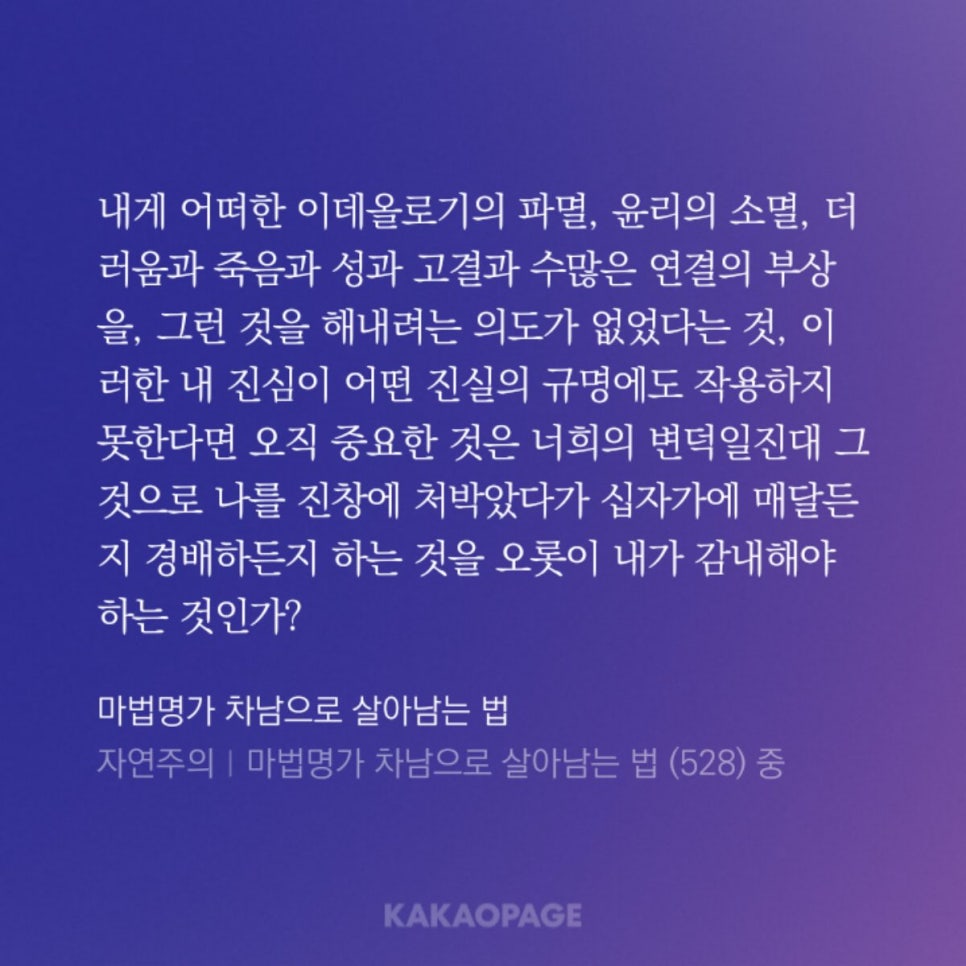 내게 어떠한 이데올로기의 파멸, 윤리의 소멸, 더
러움과 죽음과 성과 고결과 수많은 연결의 부상
을, 그런 것을 해내려는 의도가 없었다는 것, 이
러한 내 진심이 어떤 진실의 규명에도 작용하지
못한다면 오직 중요한 것은 너희의 변덕일진대 그
것으로 나를 진창에 처박았다가 십자가에 매달든
지 경배하든지 하는 것을 오롯이 내가 감내해야
하는 것인가?
마법명가 차남으로 살아남는 법
자연주의 | 마법명가 차남으로 살아남는 법 (528) 중
KAKAOPAGE